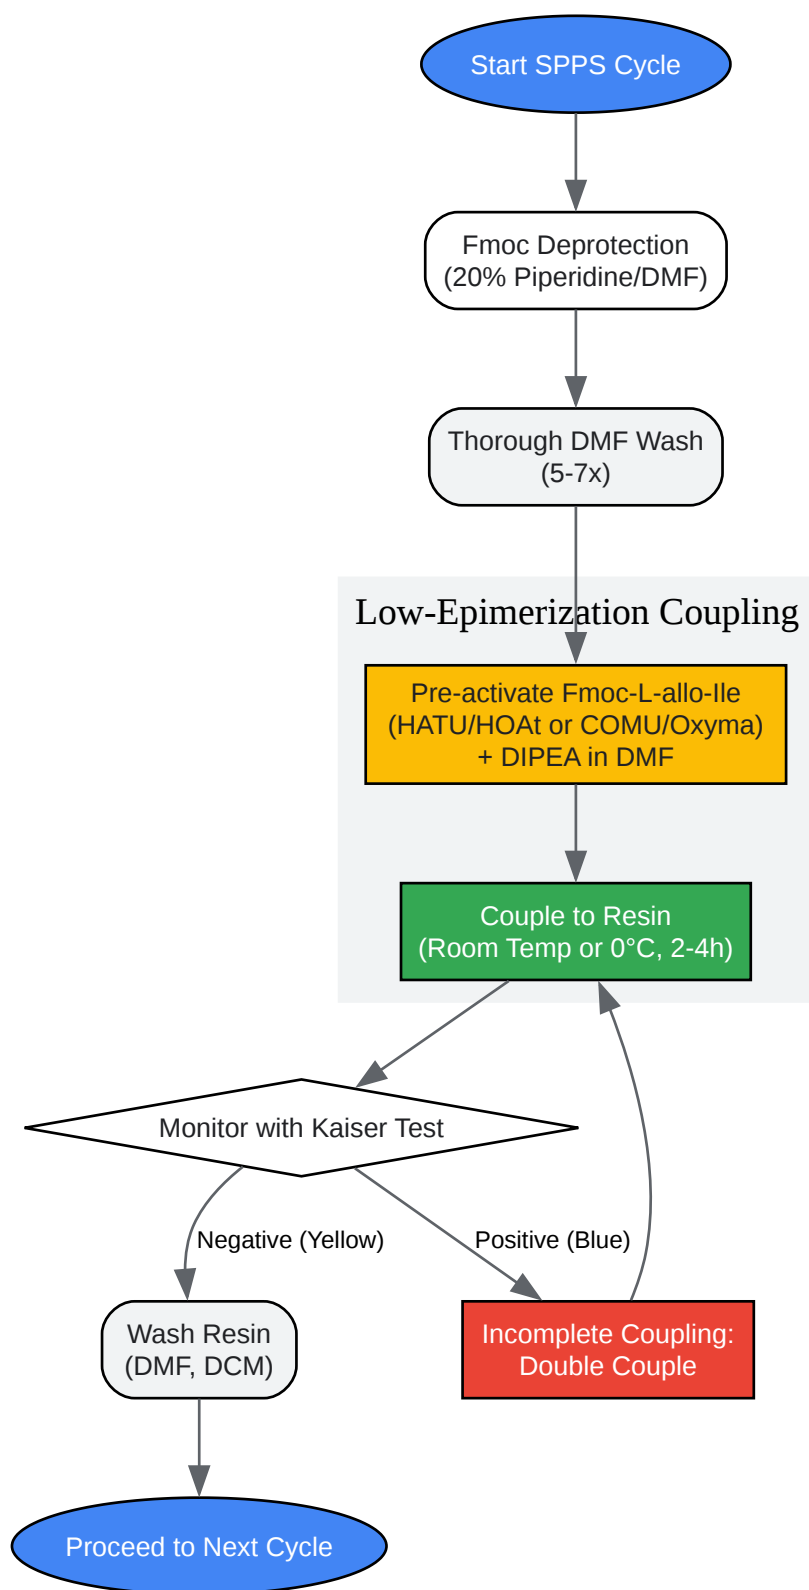 Start SPPS Cycle
Fmoc Deprotection
(20% Piperidine/DMF)
Thorough DMF Wash
(5-7x)
Low-Epimerization Coupling
Pre-activate Fmoc-L-allo-Ile
(HATU/HOAt or COMU/Oxyma)
+ DIPEA in DMF
Couple to Resin
(Room Temp or 0°C, 2-4h)
Monitor with Kaiser Test
Negative (Yellow)
Positive (Blue)
Wash Resin
(DMF, DCM)
Incomplete Coupling:
Double Couple
Proceed to Next Cycle